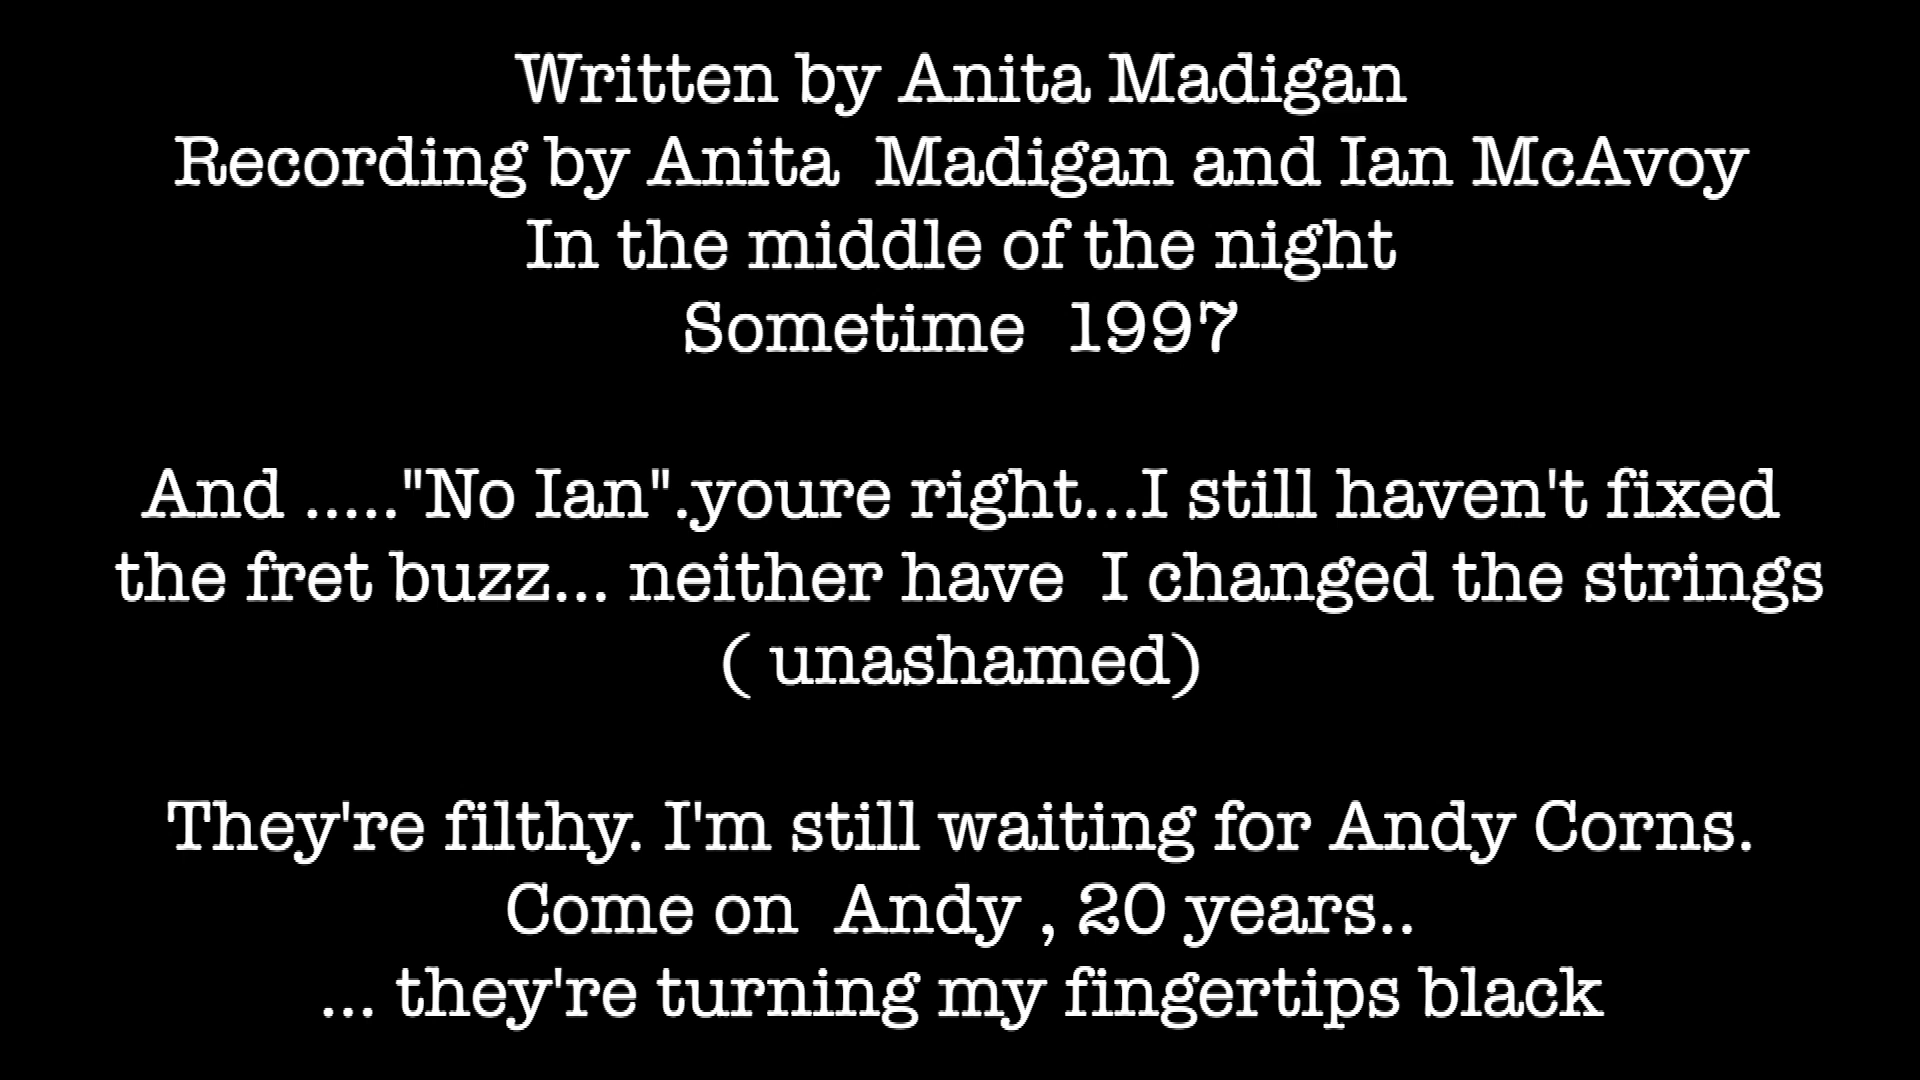 Written by Anita Madigan
Recording by Anita  Madigan and Ian McAvoy
In the middle of the night
Sometime  1997
And ....."No Ian".youre right...I still haven't fixed
the fret buzz... neither have  I changed the strings
( unashamed)
They're filthy. I'm still waiting for Andy Corns.
Come on  Andy , 20 years..
... they're turning my fingertips black